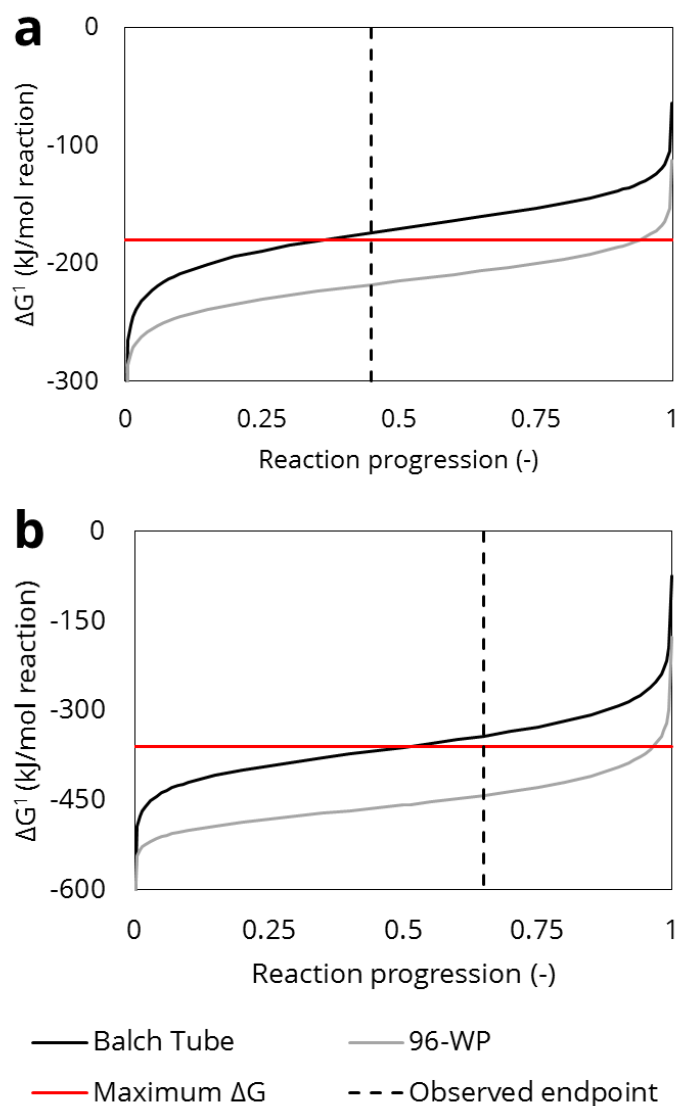 a
ΔG¹ (kJ/mol reaction)
0
-100
-200
-300
0 0.25 0.5 0.75 1
Reaction progression (-)
b
ΔG¹ (kJ/mol reaction)
0
-150
-300
-450
-600
0 0.25 0.5 0.75 1
Reaction progression (-)
Balch Tube 96-WP
Maximum ΔG Observed endpoint